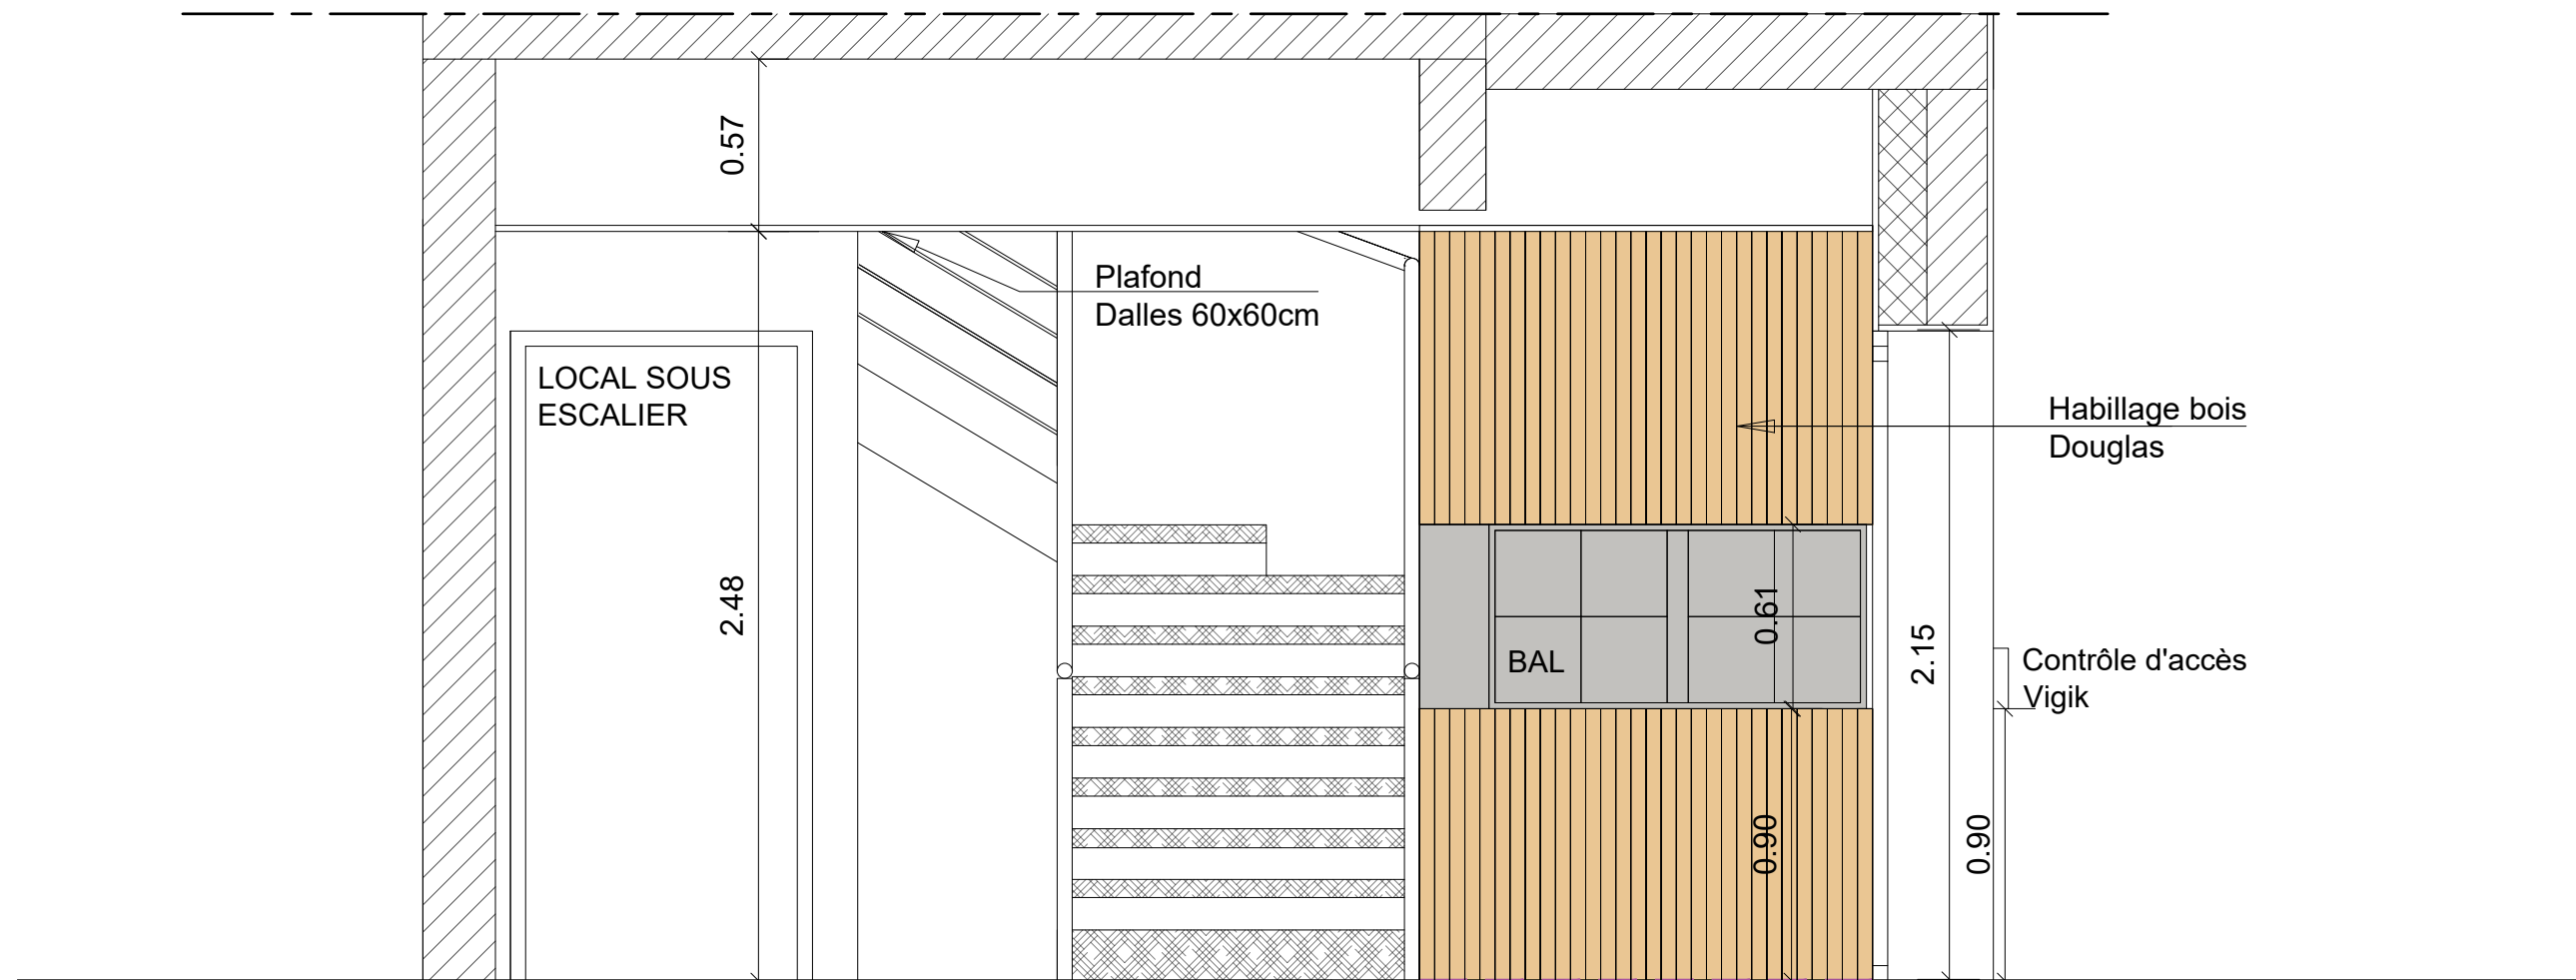 0.57
Plafond
Dalles 60x60cm
LOCAL SOUS
ESCALIER
Habillage bois
Douglas
2.48
0.61
2.15
BAL
Contrôle d'accès
Vigik
0.90
0.90